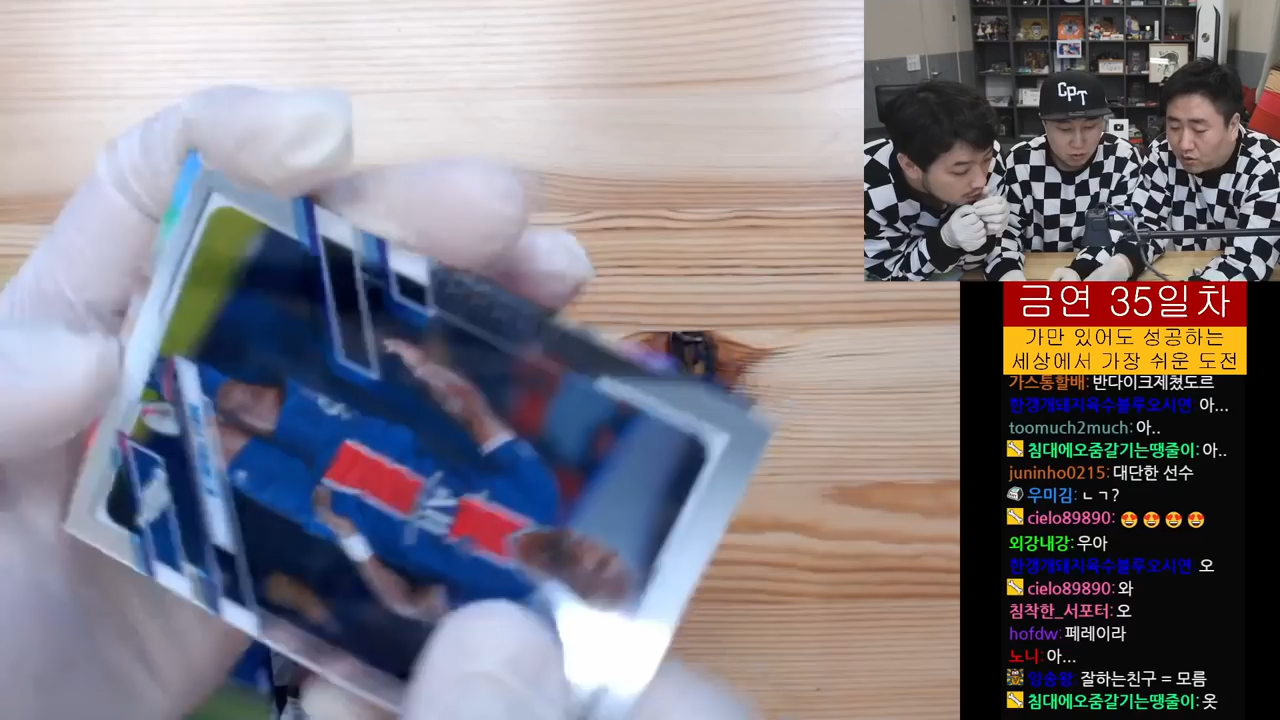 CPT
금연 35일차
가만 있어도 성공하는
세상에서 가장 쉬운 도전
가스통할배: 반다이크제쳤도르
한갱개돼지육수블루오시연: 아...
toomuch2much: 아..
침대에오줌갈기는땡줄이: 아..
juninho0215: 대단한 선수
우미김: ㄴㄱ?
cielo89890: 😍😍😍😍
외강내강: 우아
한갱개돼지육수블루오시연: 오
cielo89890: 와
침착한_서포터: 오
hofdw: 페레이라
노니: 아...
잘하는친구 = 모름
침대에오줌갈기는땡줄이: 옷